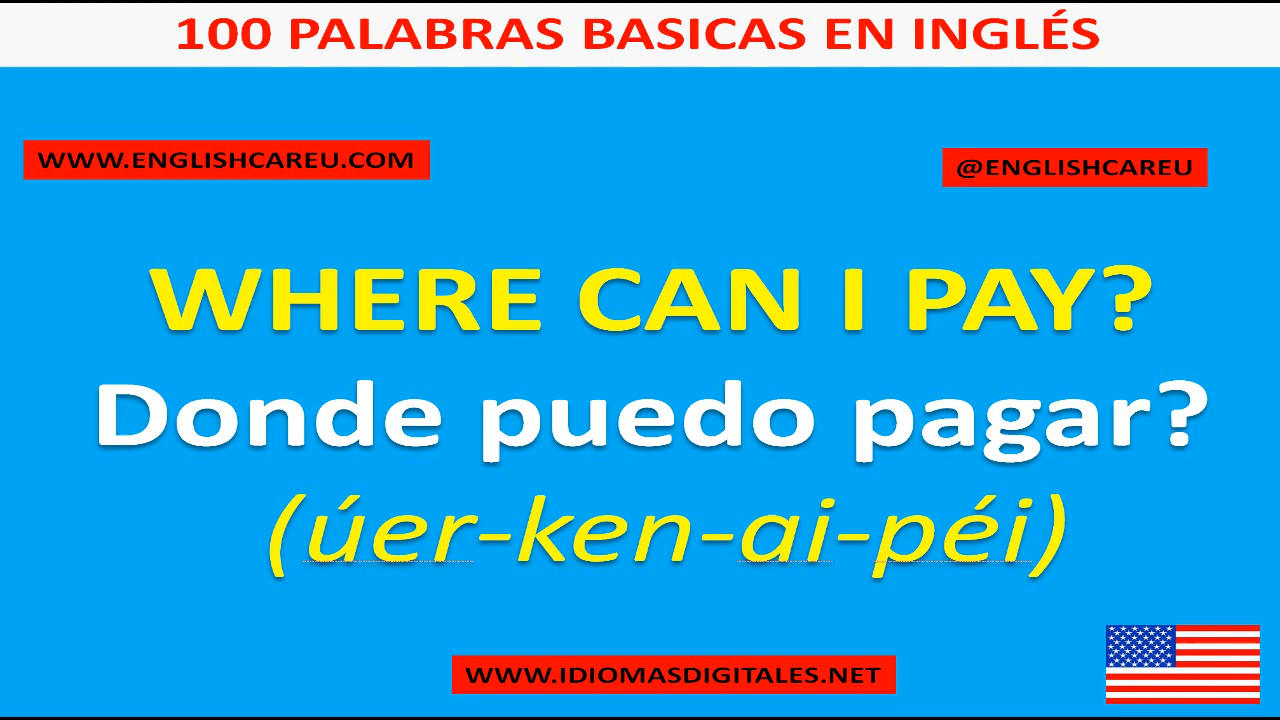 100 PALABRAS BASICAS EN INGLÉS
WWW.ENGLISHCAREU.COM
@ENGLISHCAREU
WHERE CAN I PAY?
Donde puedo pagar?
(úer-ken-ai-péi)
WWW.IDIOMASDIGITALES.NET